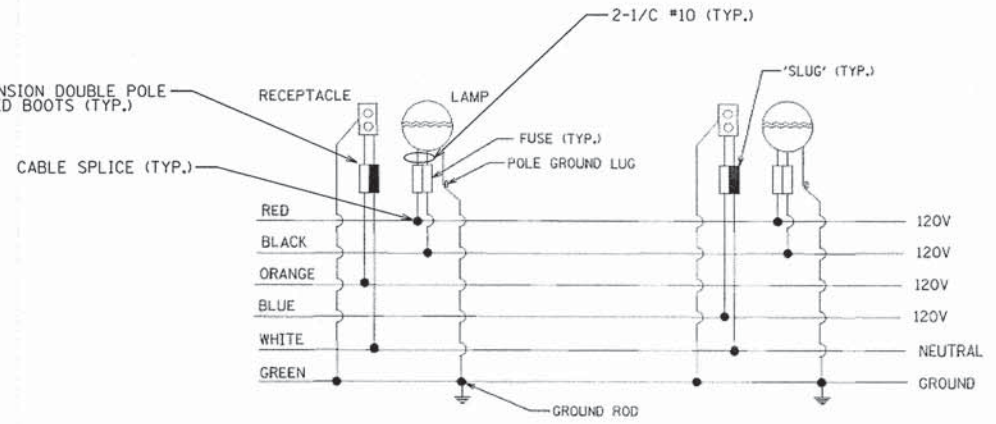 2-1/C #10 (TYP.)
'SLUG' (TYP.)
NSION DOUBLE POLE
ED BOOTS (TYP.)
RECEPTACLE
LAMP
FUSE (TYP.)
POLE GROUND LUG
CABLE SPLICE (TYP.)
RED
120V
BLACK
120V
ORANGE
120V
BLUE
120V
WHITE
NEUTRAL
GREEN
GROUND
GROUND ROD